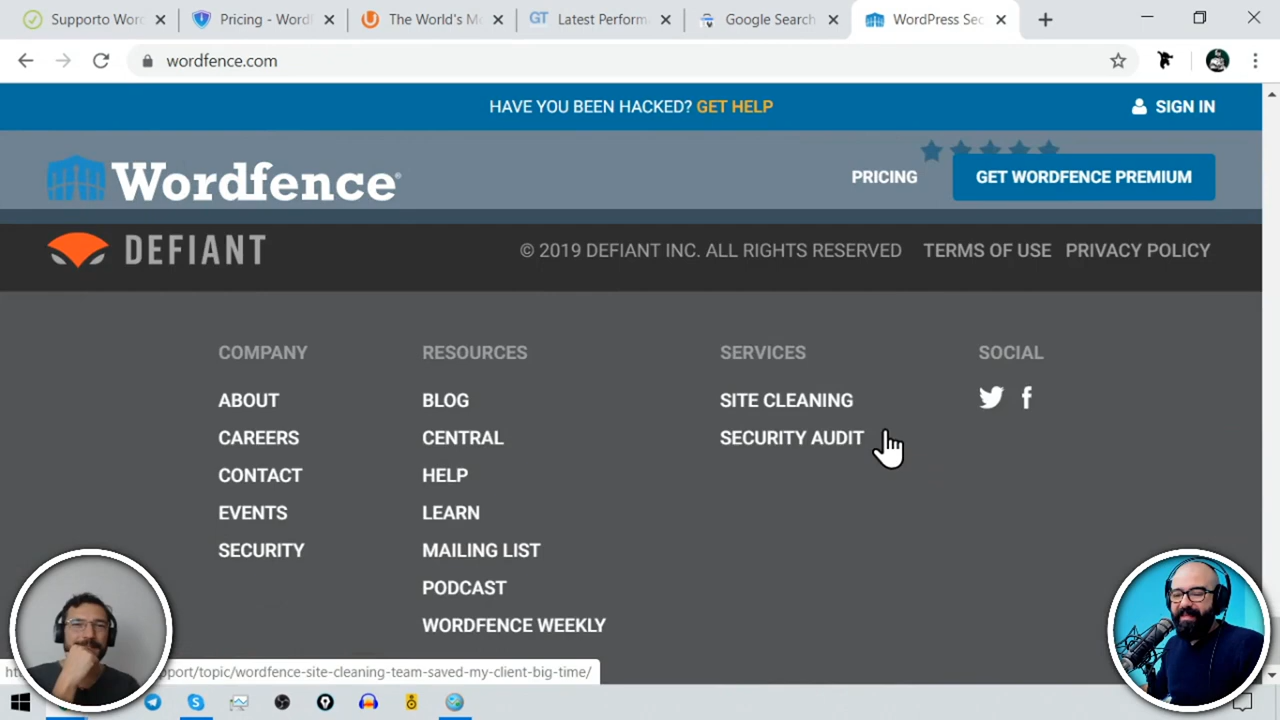 Supporto Wor
Pricing - WordF
The World's Mo
GT Latest Perform
Google Search
WordPress Sec
wordfence.com
HAVE YOU BEEN HACKED? GET HELP
SIGN IN
Wordfence®
PRICING
GET WORDFENCE PREMIUM
DEFIANT
© 2019 DEFIANT INC. ALL RIGHTS RESERVED
TERMS OF USE
PRIVACY POLICY
COMPANY
ABOUT
CAREERS
CONTACT
EVENTS
SECURITY
RESOURCES
BLOG
CENTRAL
HELP
LEARN
MAILING LIST
PODCAST
WORDFENCE WEEKLY
SERVICES
SITE CLEANING
SECURITY AUDIT
SOCIAL
port/topic/wordfence-site-cleaning-team-saved-my-client-big-time/